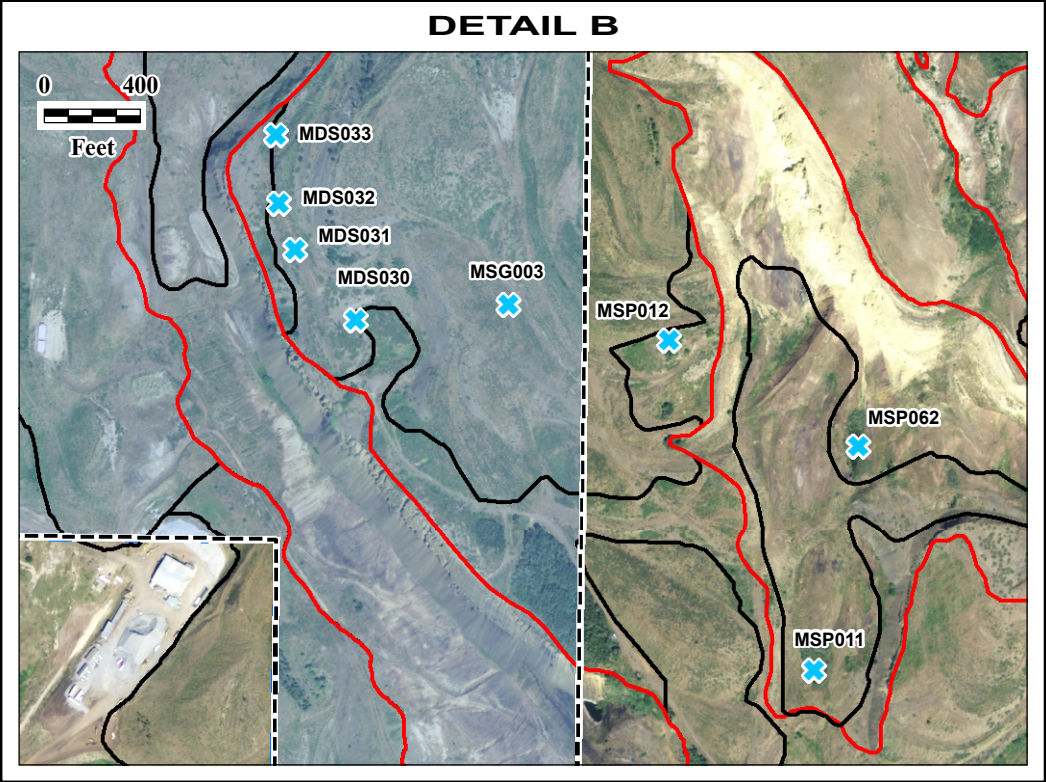 DETAIL B
0 400
Feet
MDS033
MDS032
MDS031
MDS030
MSG003
MSP012
MSP062
MSP011